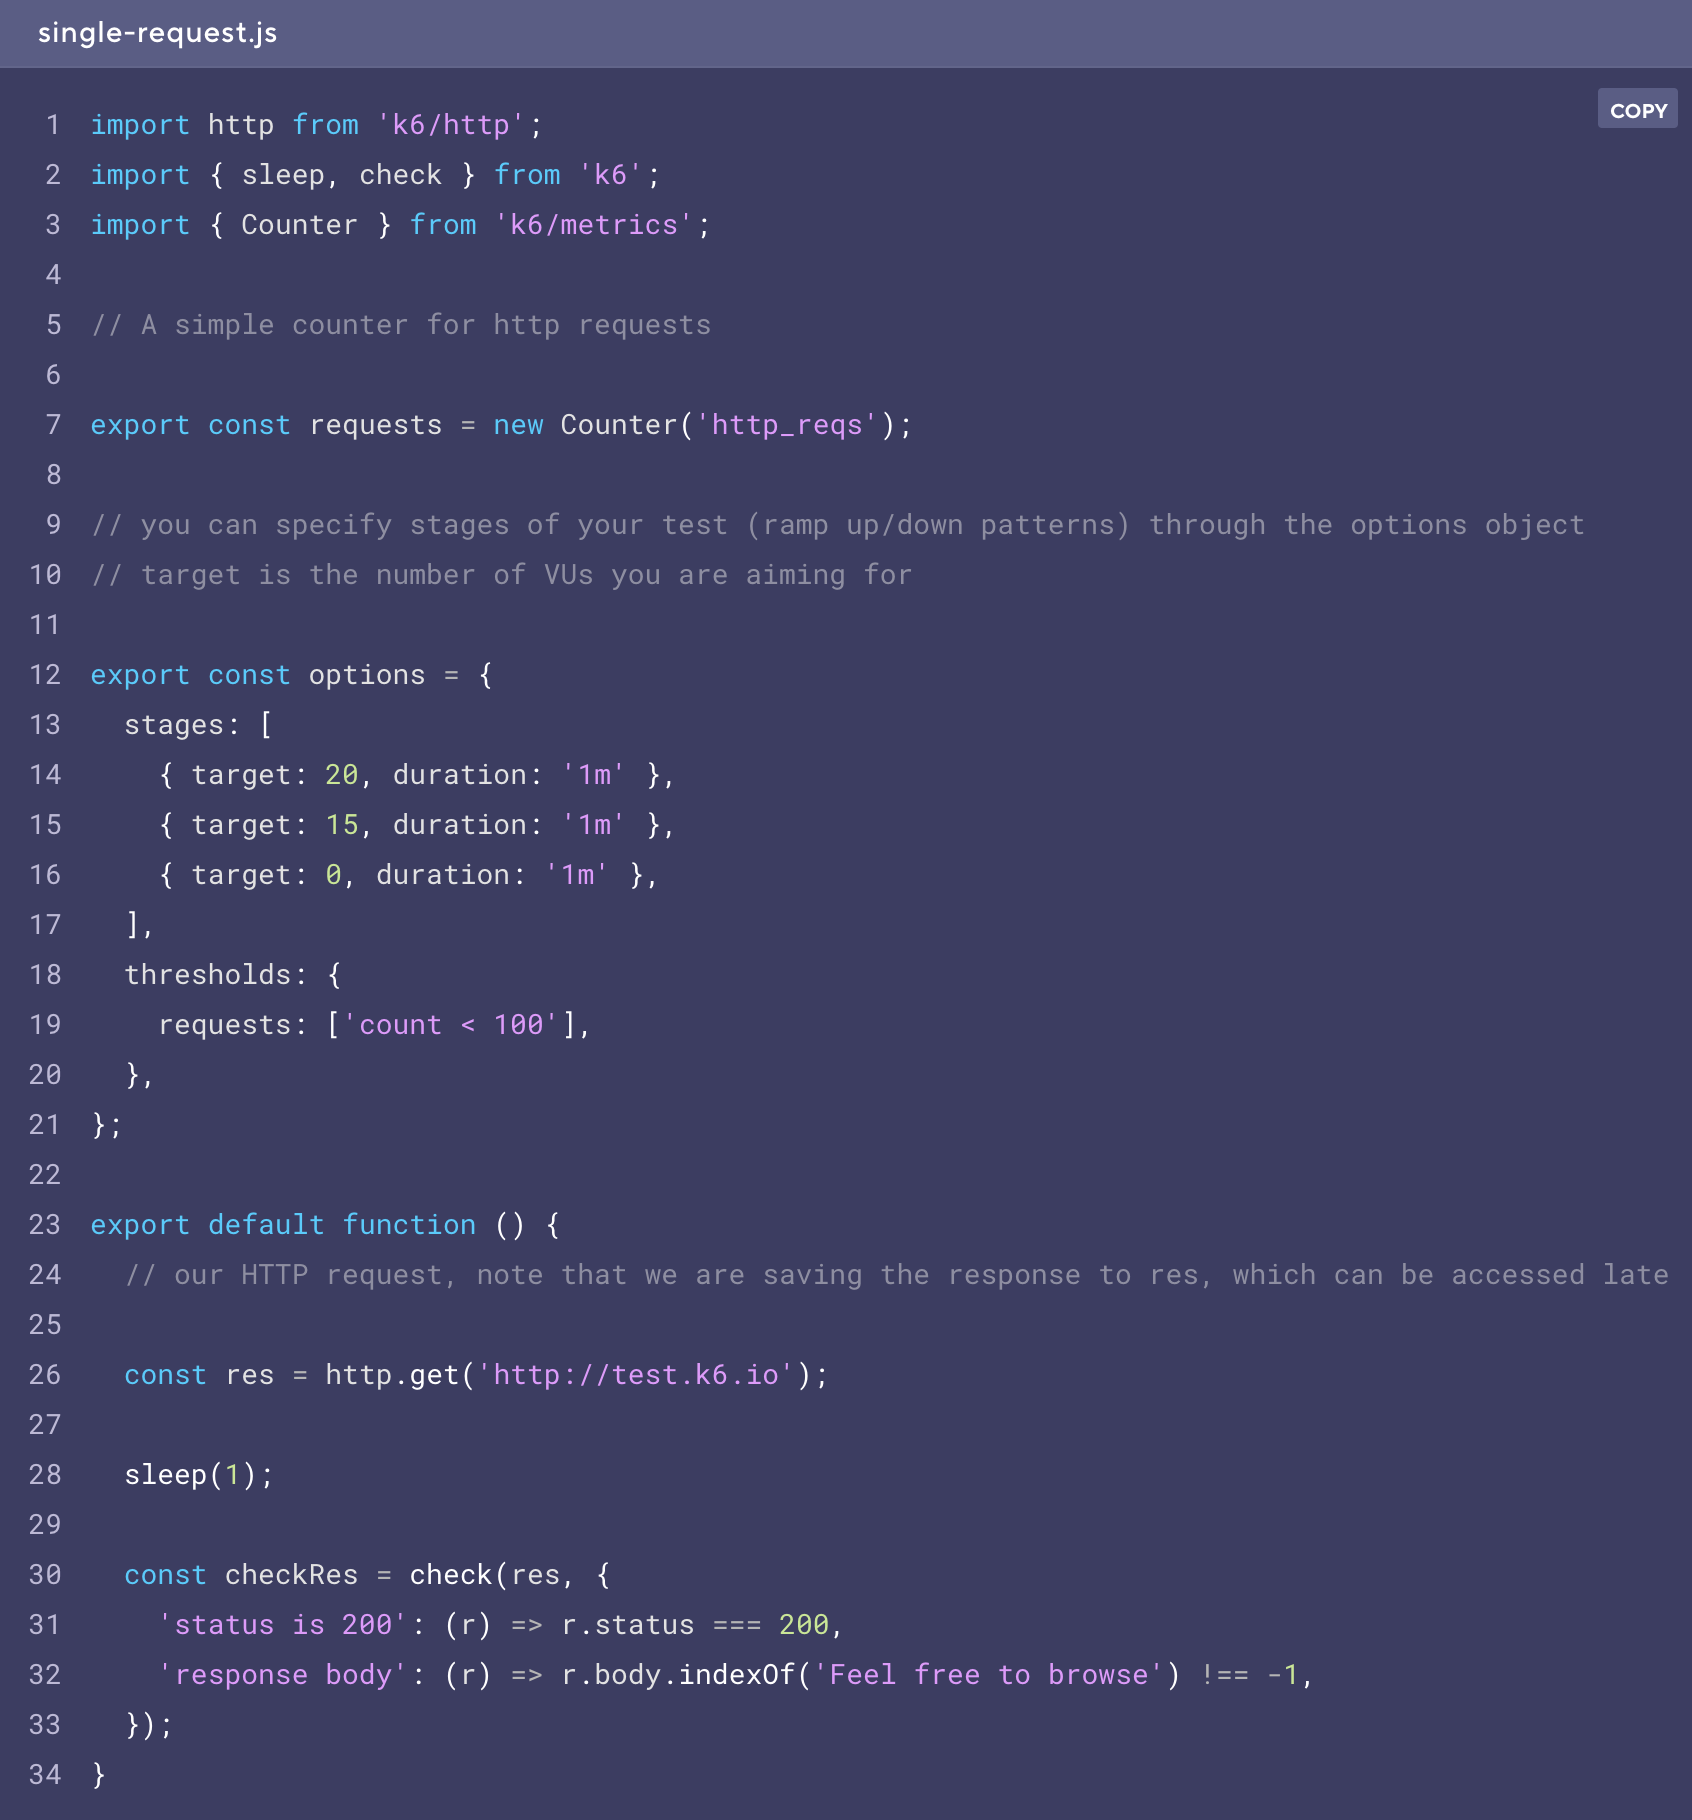 single-request.js
COPY
1 import http from 'k6/http';
2 import { sleep, check } from 'k6';
3 import { Counter } from 'k6/metrics';
4
5 // A simple counter for http requests
6
7 export const requests = new Counter('http_reqs');
8
9 // you can specify stages of your test (ramp up/down patterns) through the options object
10 // target is the number of VUs you are aiming for
11
12 export const options = {
13   stages: [
14     { target: 20, duration: '1m' },
15     { target: 15, duration: '1m' },
16     { target: 0, duration: '1m' },
17   ],
18   thresholds: {
19     requests: ['count < 100'],
20   },
21 };
22
23 export default function () {
24   // our HTTP request, note that we are saving the response to res, which can be accessed late
25
26   const res = http.get('http://test.k6.io');
27
28   sleep(1);
29
30   const checkRes = check(res, {
31     'status is 200': (r) => r.status === 200,
32     'response body': (r) => r.body.indexOf('Feel free to browse') !== -1,
33   });
34 }